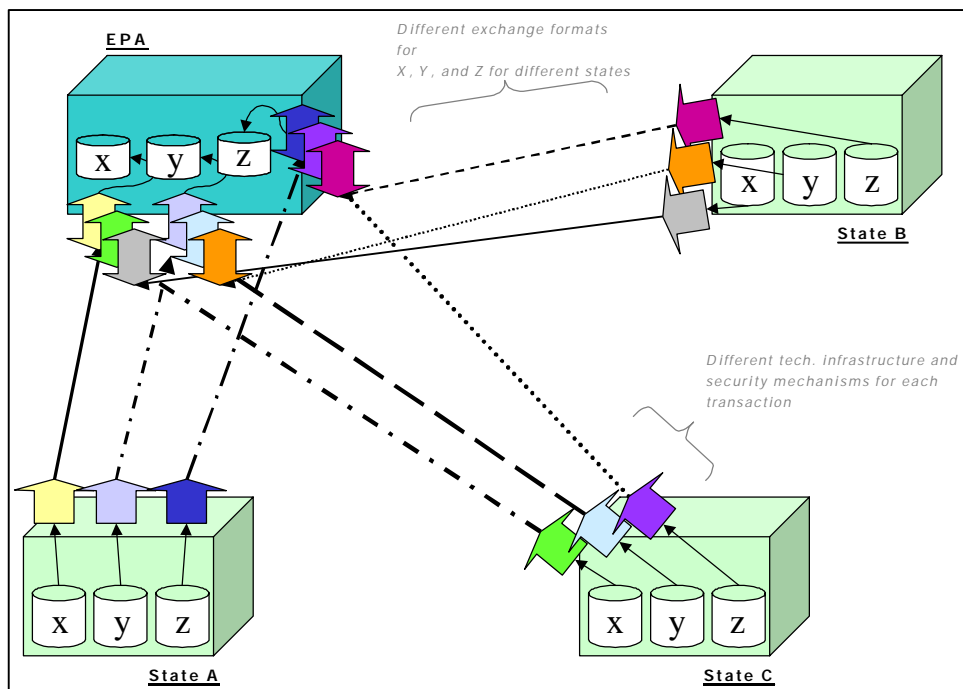 EPA
Different exchange formats
for
X, Y, and Z for different states
x y z
x y z
State B
Different tech. infrastructure and
security mechanisms for each
transaction
x y z
x y z
State A
State C